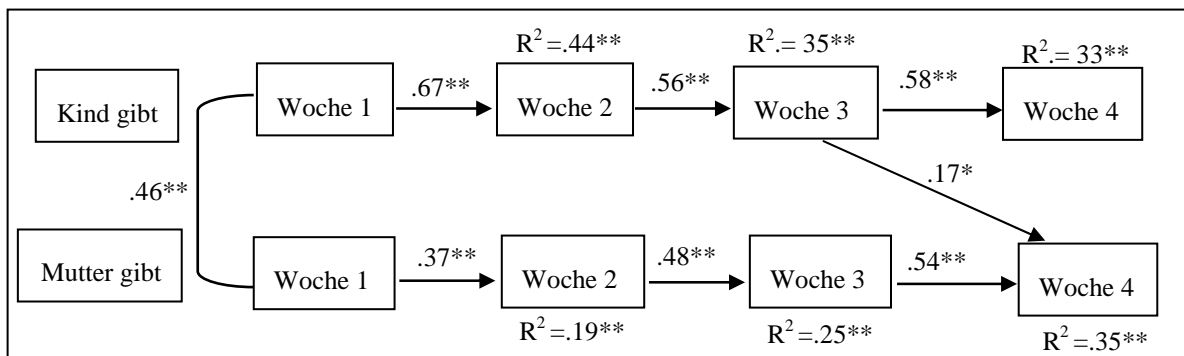 R² =.44**
R².= 35**
R².= 33**
Kind gibt
Woche 1
.67**
Woche 2
.56**
Woche 3
.58**
Woche 4
.46**
.17*
Mutter gibt
Woche 1
.37**
Woche 2
.48**
Woche 3
.54**
Woche 4
R² =.19**
R² =.25**
R² =.35**